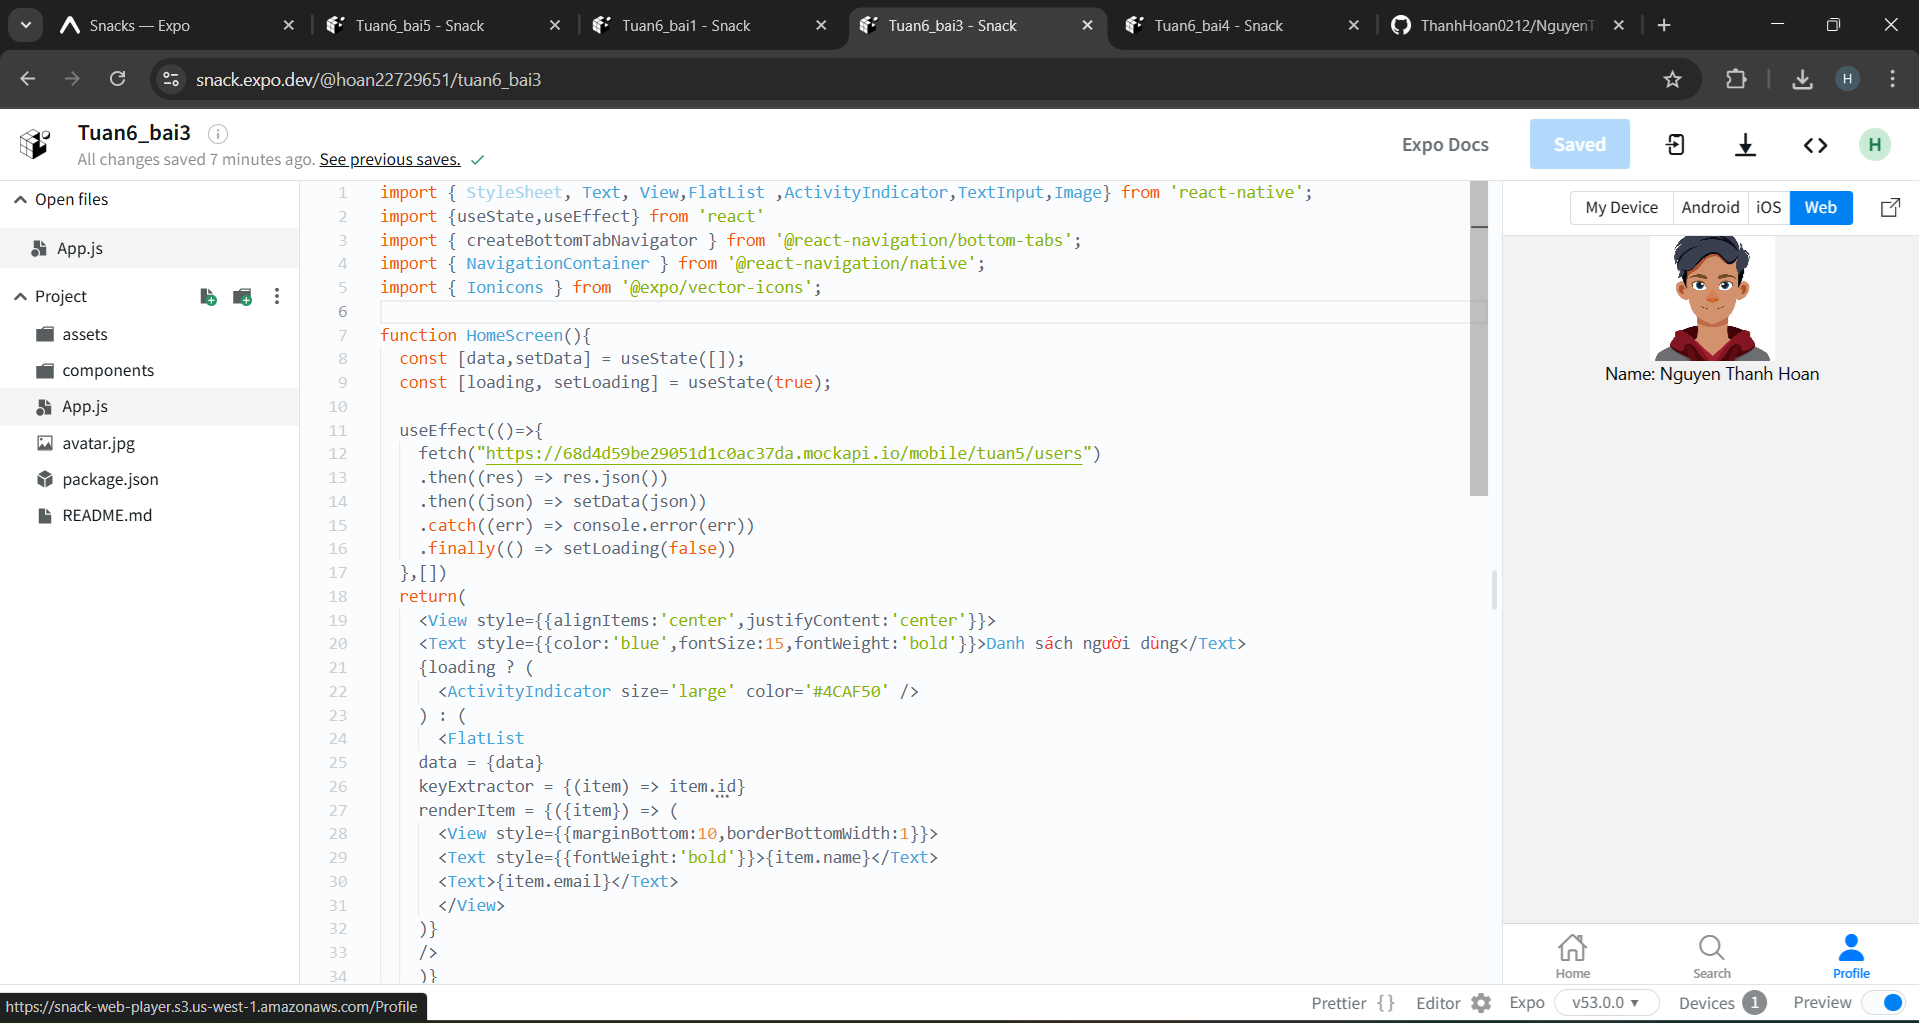 Snacks — Expo
Tuan6_bai5 - Snack
Tuan6_bai1 - Snack
Tuan6_bai3 - Snack
Tuan6_bai4 - Snack
ThanhHoan0212/NguyenT
snack.expo.dev/@hoan22729651/tuan6_bai3
H
Tuan6_bai3
All changes saved 7 minutes ago. See previous saves.
Expo Docs
Saved
H
Open files
App.js
Project
assets
components
App.js
avatar.jpg
package.json
README.md
1 import { StyleSheet, Text, View,FlatList ,ActivityIndicator,TextInput,Image} from 'react-native';
2 import {useState,useEffect} from 'react'
3 import { createBottomTabNavigator } from '@react-navigation/bottom-tabs';
4 import { NavigationContainer } from '@react-navigation/native';
5 import { Ionicons } from '@expo/vector-icons';
6
7 function HomeScreen(){
8 const [data,setData] = useState([]);
9 const [loading, setLoading] = useState(true);
10
11 useEffect(()=>{
12 fetch("https://68d4d59be29051d1c0ac37da.mockapi.io/mobile/tuan5/users")
13 .then((res) => res.json())
14 .then((json) => setData(json))
15 .catch((err) => console.error(err))
16 .finally(() => setLoading(false))
17 },[])
18 return(
19 <View style={{alignItems:'center',justifyContent:'center'}}>
20 <Text style={{color:'blue',fontSize:15,fontWeight:'bold'}}>Danh sách người dùng</Text>
21 {loading ? (
22 <ActivityIndicator size='large' color='#4CAF50' />
23 ) : (
24 <FlatList
25 data = {data}
26 keyExtractor = {(item) => item.id}
27 renderItem = {({item}) => (
28 <View style={{marginBottom:10,borderBottomWidth:1}}>
29 <Text style={{fontWeight:'bold'}}>{item.name}</Text>
30 <Text>{item.email}</Text>
31 </View>
32 )}
33 />
34 )}
My Device
Android
iOS
Web
Name: Nguyen Thanh Hoan
Home
Search
Profile
https://snack-web-player.s3.us-west-1.amazonaws.com/Profile
Prettier {}
Editor
Expo
v53.0.0
Devices 1
Preview